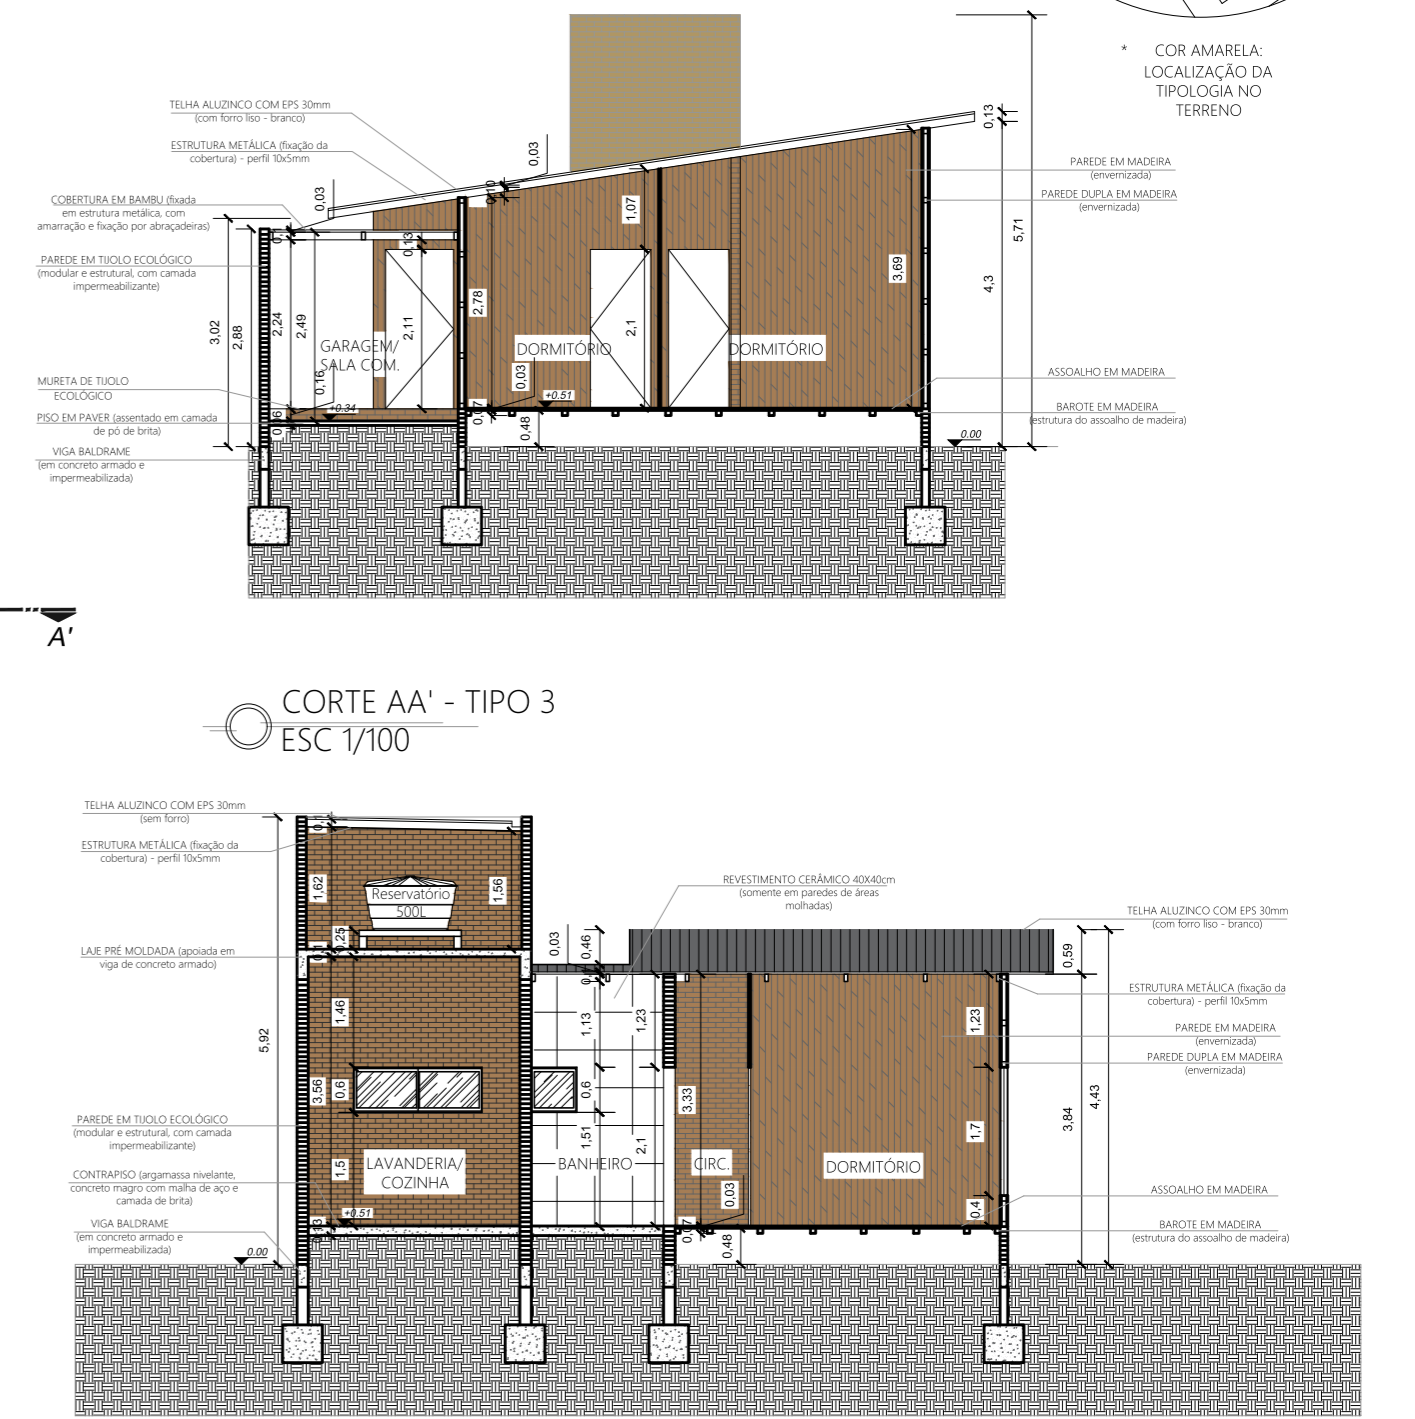 * COR AMARELA:
LOCALIZAÇÃO DA
TIPOLOGIA NO
TERRENO
TELHA ALUZINCO COM EPS 30mm
(com forro liso - branco)
ESTRUTURA METÁLICA (fixação da
cobertura) - perfil 10x5mm
COBERTURA EM BAMBU (fixada
em estrutura metálica, com
amarração e fixação por abraçadeiras)
PAREDE EM TIJOLO ECOLÓGICO
(modular e estrutural, com camada
impermeabilizante)
MURETA DE TIJOLO
ECOLÓGICO
PISO EM PAVER (assentado em camada
de pó de brita)
VIGA BALDRAME
(em concreto armado e
impermeabilizada)
0,03
0,03
0,10
0,13
3,02
2,88
2,24
2,49
2,11
0,16
0,06
+0.34
GARAGEM/
SALA COM.
2,78
0,07
0,03
0,48
+0.51
DORMITÓRIO
1,07
2,1
DORMITÓRIO
3,69
0,13
4,3
5,71
0.00
PAREDE EM MADEIRA
(envernizada)
PAREDE DUPLA EM MADEIRA
(envernizada)
ASSOALHO EM MADEIRA
BAROTE EM MADEIRA
(estrutura do assoalho de madeira)
A'
CORTE AA' - TIPO 3
ESC 1/100
TELHA ALUZINCO COM EPS 30mm
(sem forro)
ESTRUTURA METÁLICA (fixação da
cobertura) - perfil 10x5mm
LAJE PRÉ MOLDADA (apoiada em
viga de concreto armado)
PAREDE EM TIJOLO ECOLÓGICO
(modular e estrutural, com camada
impermeabilizante)
CONTRAPISO (argamassa nivelante,
concreto magro com malha de aço e
camada de brita)
VIGA BALDRAME
(em concreto armado e
impermeabilizada)
0.00
5,92
1,62
1,56
Reservatório
500L
0,25
1,46
3,56
0,6
1,5
LAVANDERIA/
COZINHA
+0.51
0,13
0,03
0,46
1,13
1,23
0,6
1,51
2,1
BANHEIRO
3,33
CIRC.
0,03
0,07
0,48
DORMITÓRIO
1,23
1,7
0,4
0,59
3,84
4,43
REVESTIMENTO CERÂMICO 40X40cm
(somente em paredes de áreas
molhadas)
TELHA ALUZINCO COM EPS 30mm
(com forro liso - branco)
ESTRUTURA METÁLICA (fixação da
cobertura) - perfil 10x5mm
PAREDE EM MADEIRA
(envernizada)
PAREDE DUPLA EM MADEIRA
(envernizada)
ASSOALHO EM MADEIRA
BAROTE EM MADEIRA
(estrutura do assoalho de madeira)